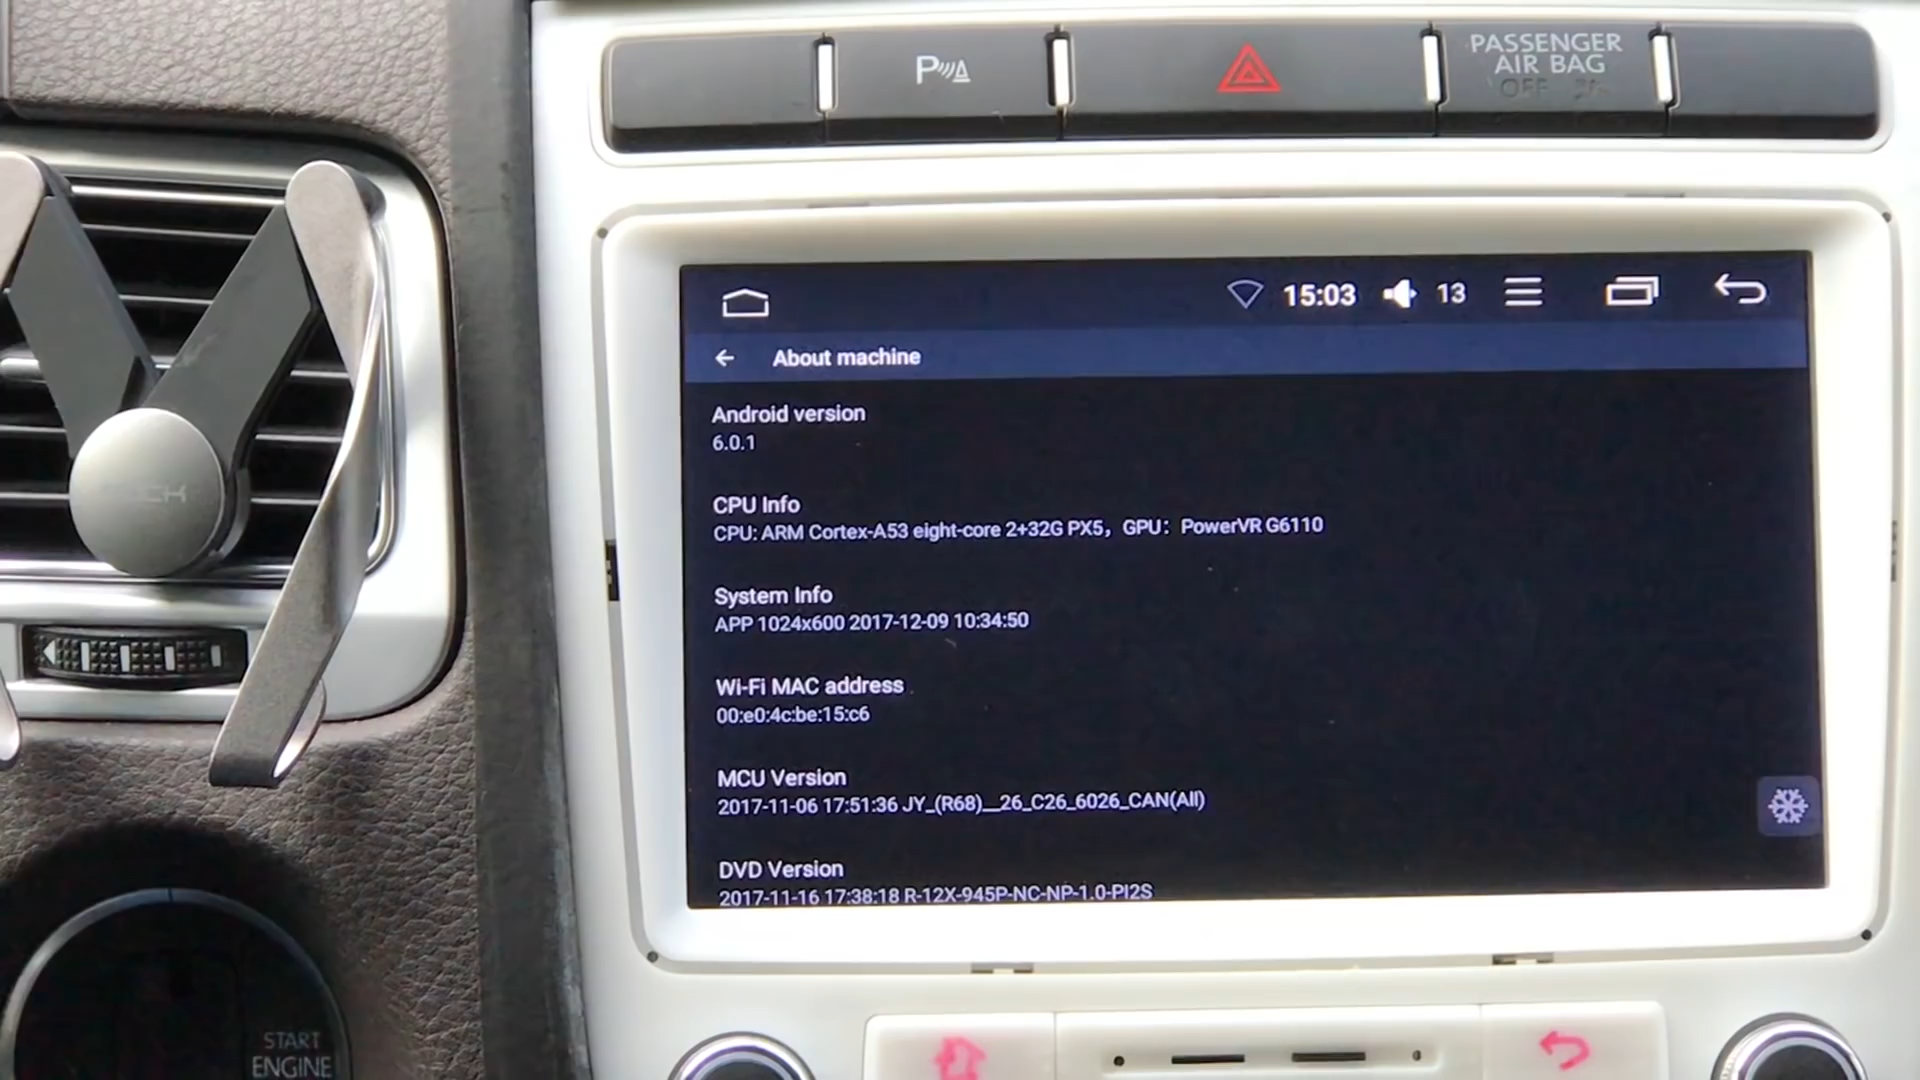 P
PASSENGER
AIR BAG
OFF
15:03
13
About machine
Android version
6.0.1
CPU Info
CPU: ARM Cortex-A53 eight-core 2+32G PX5, GPU: PowerVR G6110
System Info
APP 1024x600 2017-12-09 10:34:50
Wi-Fi MAC address
00:e0:4c:be:15:c6
MCU Version
2017-11-06 17:51:36 JY_(R68)__26_C26_6026_CAN(All)
DVD Version
2017-11-16 17:38:18 R-12X-945P-NC-NP-1.0-PI2S
START
ENGINE